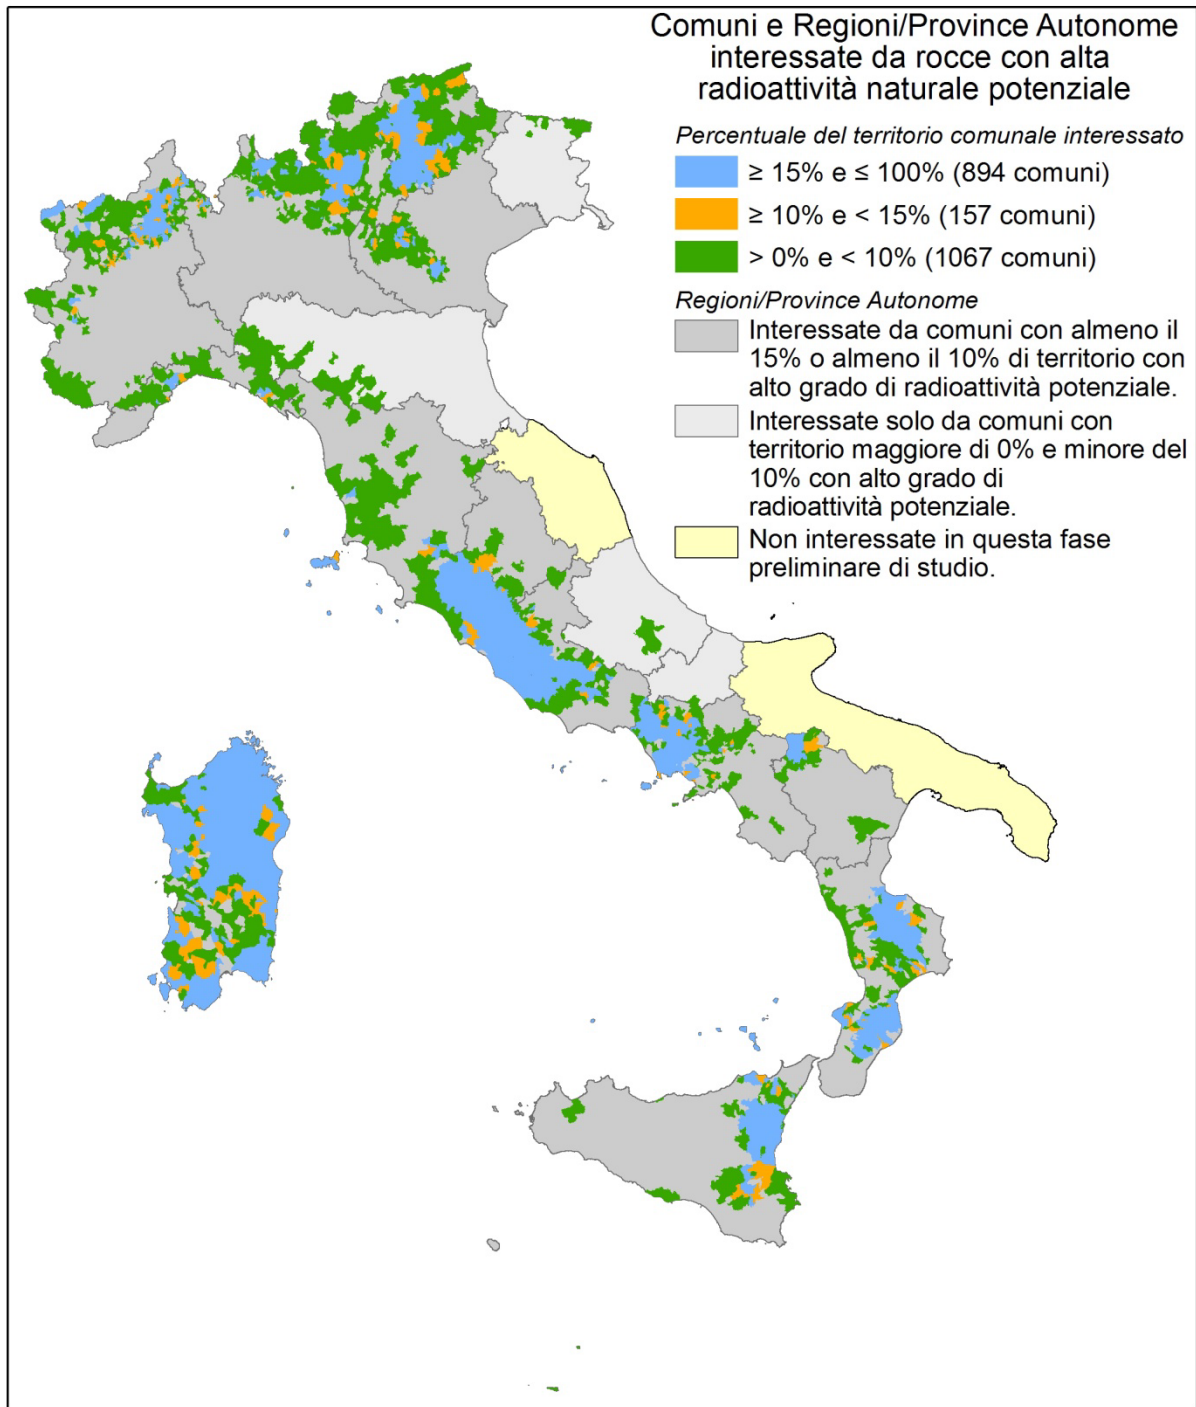 Comuni e Regioni/Province Autonome
interessate da rocce con alta
radioattività naturale potenziale
Percentuale del territorio comunale interessato
≥ 15% e ≤ 100% (894 comuni)
≥ 10% e < 15% (157 comuni)
> 0% e < 10% (1067 comuni)
Regioni/Province Autonome
Interessate da comuni con almeno il
15% o almeno il 10% di territorio con
alto grado di radioattività potenziale.
Interessate solo da comuni con
territorio maggiore di 0% e minore del
10% con alto grado di
radioattività potenziale.
Non interessate in questa fase
preliminare di studio.